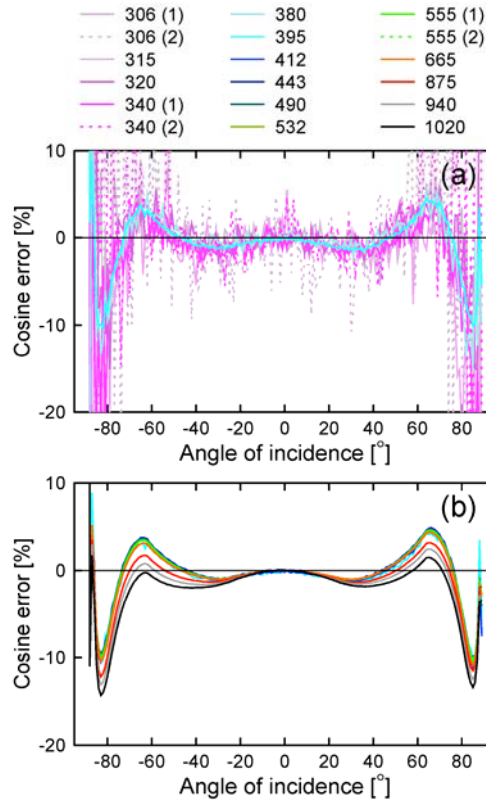 306 (1) 380 555 (1)
306 (2) 395 555 (2)
315 412 665
320 443 875
340 (1) 490 940
340 (2) 532 1020
(a)
10
0
-10
-20
Cosine error [%]
-80 -60 -40 -20 0 20 40 60 80
Angle of incidence [°]
(b)
10
0
-10
-20
Cosine error [%]
-80 -60 -40 -20 0 20 40 60 80
Angle of incidence [°]